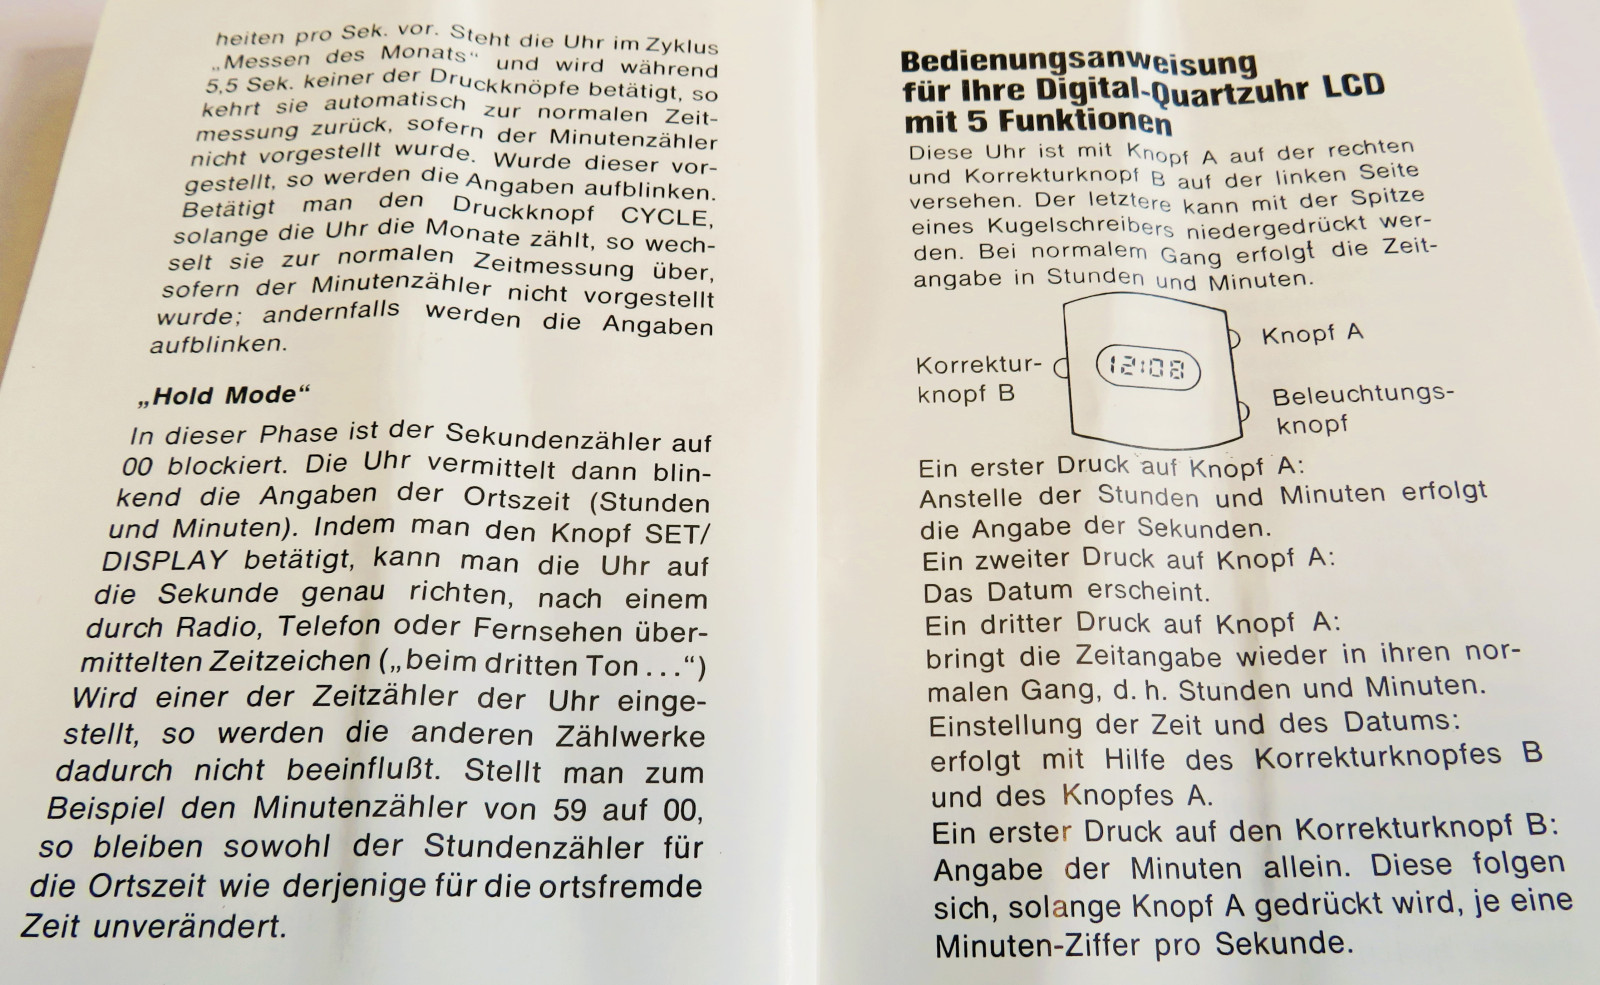 heiten pro Sek. vor. Steht die Uhr im Zyklus
„Messen des Monats“ und wird während
5,5 Sek. keiner der Druckknöpfe betätigt, so
kehrt sie automatisch zur normalen Zeit-
messung zurück, sofern der Minutenzähler
nicht vorgestellt wurde. Wurde dieser vor-
gestellt, so werden die Angaben aufblinken.
Betätigt man den Druckknopf CYCLE,
solange die Uhr die Monate zählt, so wech-
selt sie zur normalen Zeitmessung über,
sofern der Minutenzähler nicht vorgestellt
wurde; andernfalls werden die Angaben
aufblinken.
„Hold Mode“
In dieser Phase ist der Sekundenzähler auf
00 blockiert. Die Uhr vermittelt dann blin-
kend die Angaben der Ortszeit (Stunden
und Minuten). Indem man den Knopf SET/
DISPLAY betätigt, kann man die Uhr auf
die Sekunde genau richten, nach einem
durch Radio, Telefon oder Fernsehen über-
mittelten Zeitzeichen („beim dritten Ton...“)
Wird einer der Zeitzähler der Uhr einge-
stellt, so werden die anderen Zählwerke
dadurch nicht beeinflußt. Stellt man zum
Beispiel den Minutenzähler von 59 auf 00,
so bleiben sowohl der Stundenzähler für
die Ortszeit wie derjenige für die ortsfremde
Zeit unverändert.
Bedienungsanweisung
für Ihre Digital-Quartzuhr LCD
mit 5 Funktionen
Diese Uhr ist mit Knopf A auf der rechten
und Korrekturknopf B auf der linken Seite
versehen. Der letztere kann mit der Spitze
eines Kugelschreibers niedergedrückt wer-
den. Bei normalem Gang erfolgt die Zeit-
angabe in Stunden und Minuten.
Knopf A
Korrektur-
knopf B
12:08
Beleuchtungs-
knopf
Ein erster Druck auf Knopf A:
Anstelle der Stunden und Minuten erfolgt
die Angabe der Sekunden.
Ein zweiter Druck auf Knopf A:
Das Datum erscheint.
Ein dritter Druck auf Knopf A:
bringt die Zeitangabe wieder in ihren nor-
malen Gang, d. h. Stunden und Minuten.
Einstellung der Zeit und des Datums:
erfolgt mit Hilfe des Korrekturknopfes B
und des Knopfes A.
Ein erster Druck auf den Korrekturknopf B:
Angabe der Minuten allein. Diese folgen
sich, solange Knopf A gedrückt wird, je eine
Minuten-Ziffer pro Sekunde.